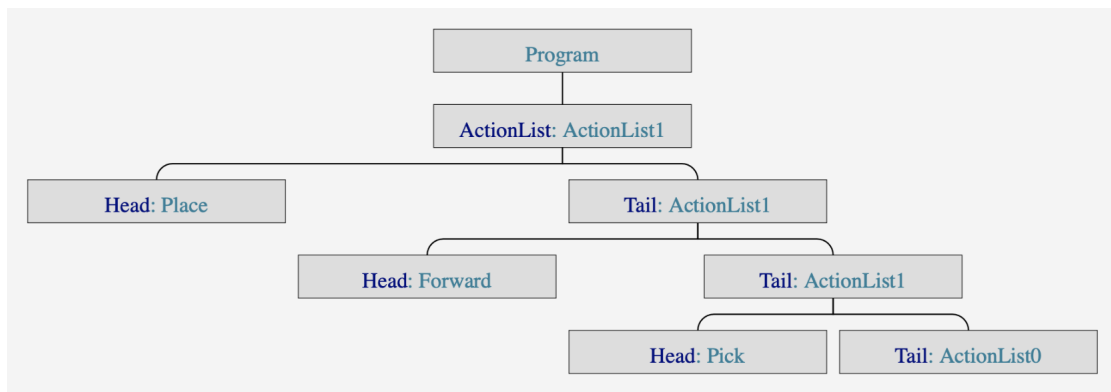 Program
ActionList: ActionList1
Head: Place
Tail: ActionList1
Head: Forward
Tail: ActionList1
Head: Pick
Tail: ActionList0